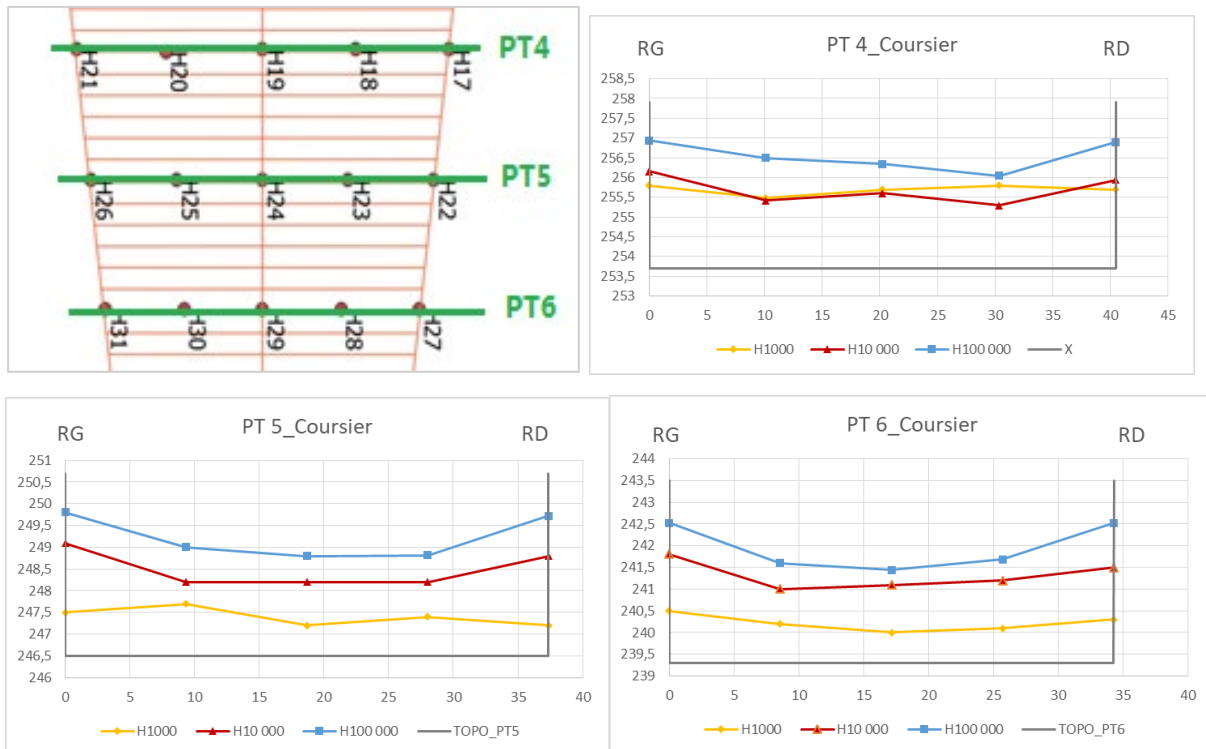 PT4
H21 H20 H19 H18 H17
PT5
H26 H25 H24 H23 H22
PT6
H31 H30 H29 H28 H27
PT 4_Coursier
RG
RD
258,5
258
257,5
257
256,5
256
255,5
255
254,5
254
253,5
253
0 5 10 15 20 25 30 35 40 45
H1000 H10 000 H100 000 X
PT 5_Coursier
RG
RD
251
250,5
250
249,5
249
248,5
248
247,5
247
246,5
246
0 5 10 15 20 25 30 35 40
H1000 H10 000 H100 000 TOPO_PT5
PT 6_Coursier
RG
RD
244
243,5
243
242,5
242
241,5
241
240,5
240
239,5
239
0 5 10 15 20 25 30 35 40
H1000 H10 000 H100 000 TOPO_PT6